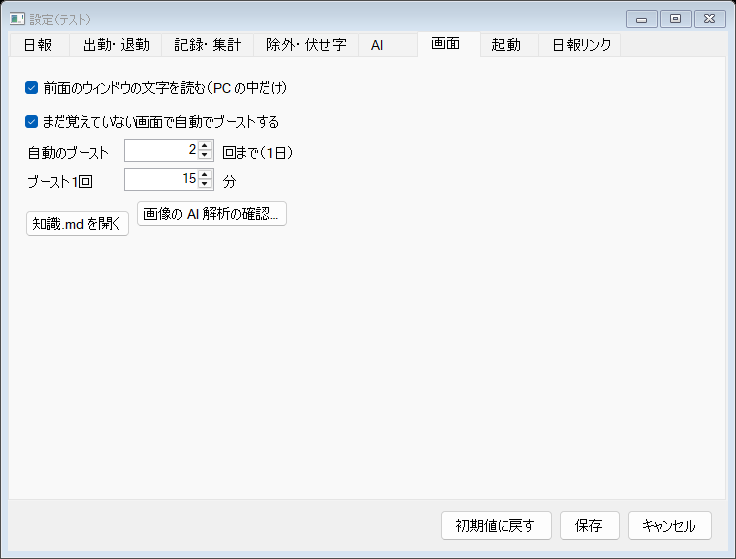 設定(テスト)
日報 出勤・退勤 記録・集計 除外・伏せ字 AI 画面 起動 日報リンク
前面のウィンドウの文字を読む(PC の中だけ)
まだ覚えていない画面で自動でブーストする
自動のブースト 2 回まで(1日)
ブースト1回 15 分
知識.md を開く 画像の AI 解析の確認...
初期値に戻す 保存 キャンセル